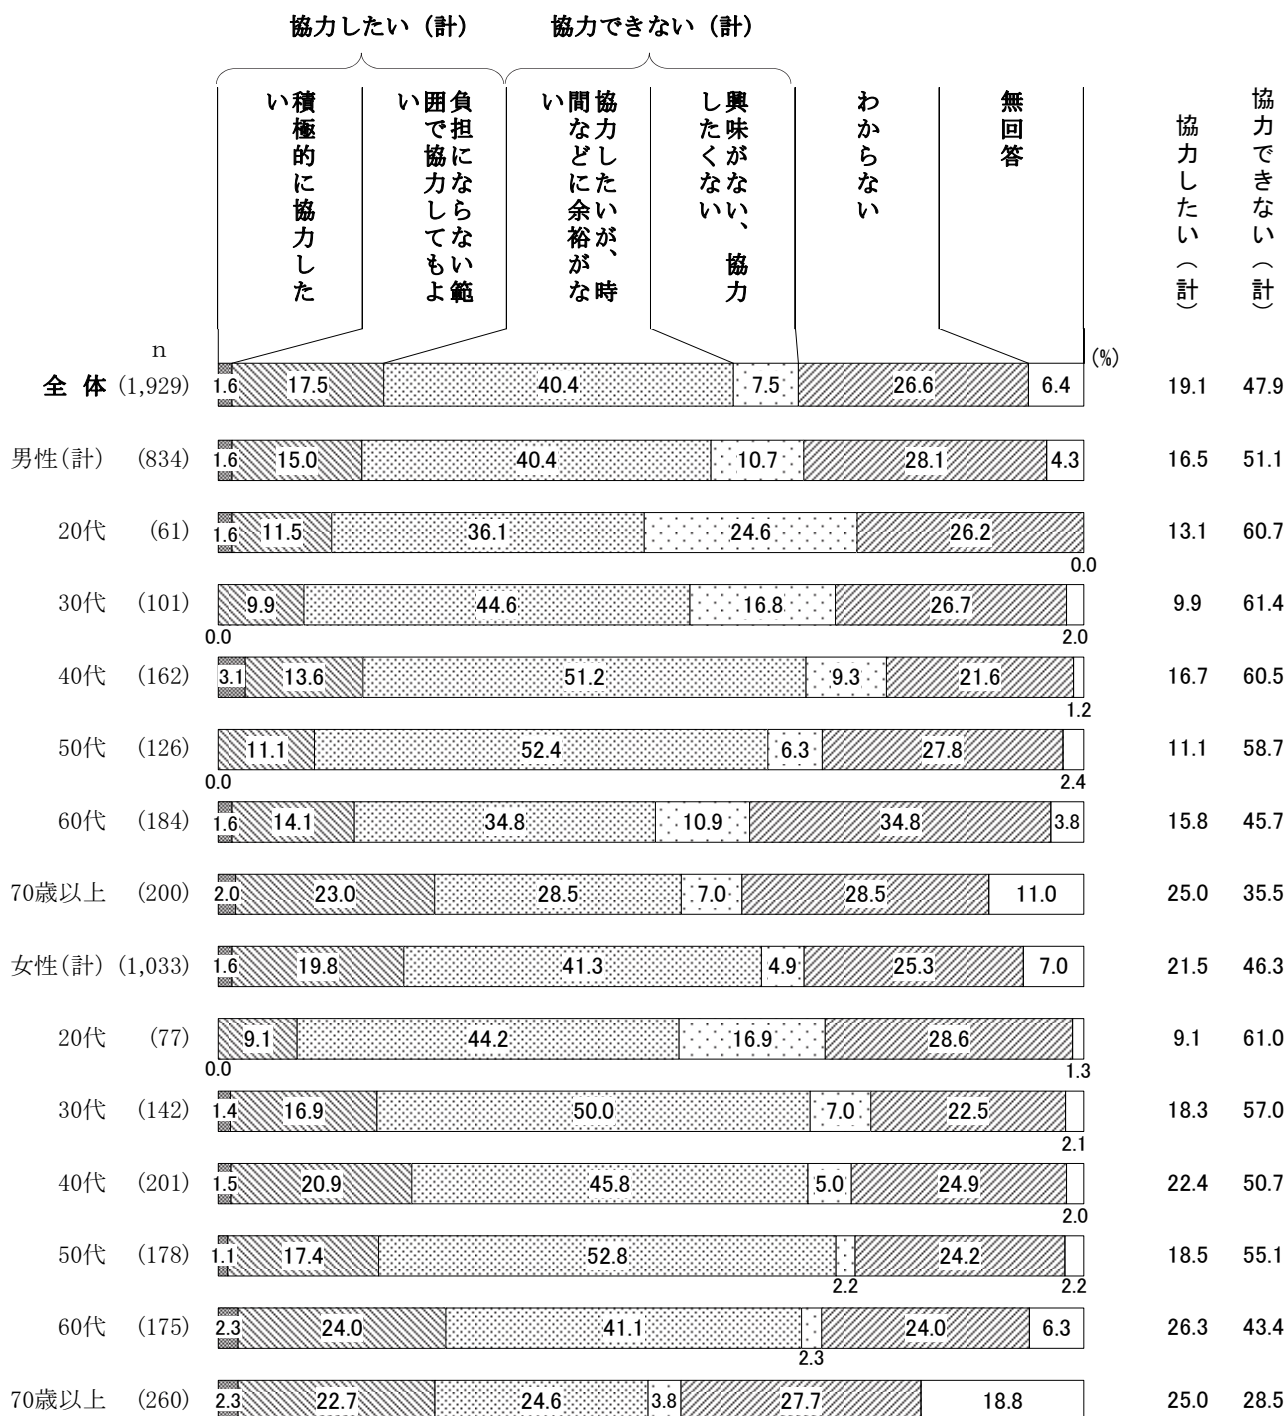 協力したい（計） 協力できない（計）
積極的に協力したい
負担にならない範囲で協力してもよい
協力したいが、時間などに余裕がない
興味がない、協力したくない
わからない
無回答
協力したい（計）
協力できない（計）
n
(%)
全 体 (1,929) 1.6 17.5 40.4 7.5 26.6 6.4 19.1 47.9
男性(計) (834) 1.6 15.0 40.4 10.7 28.1 4.3 16.5 51.1
20代 (61) 1.6 11.5 36.1 24.6 26.2 13.1 60.7
0.0
30代 (101) 9.9 44.6 16.8 26.7 9.9 61.4
0.0 2.0
40代 (162) 3.1 13.6 51.2 9.3 21.6 16.7 60.5
1.2
50代 (126) 11.1 52.4 6.3 27.8 11.1 58.7
0.0 2.4
60代 (184) 1.6 14.1 34.8 10.9 34.8 3.8 15.8 45.7
70歳以上 (200) 2.0 23.0 28.5 7.0 28.5 11.0 25.0 35.5
女性(計) (1,033) 1.6 19.8 41.3 4.9 25.3 7.0 21.5 46.3
20代 (77) 9.1 44.2 16.9 28.6 9.1 61.0
0.0 1.3
30代 (142) 1.4 16.9 50.0 7.0 22.5 18.3 57.0
2.1
40代 (201) 1.5 20.9 45.8 5.0 24.9 22.4 50.7
2.0
50代 (178) 1.1 17.4 52.8 24.2 18.5 55.1
2.2 2.2
60代 (175) 2.3 24.0 41.1 24.0 6.3 26.3 43.4
2.3
70歳以上 (260) 2.3 22.7 24.6 3.8 27.7 18.8 25.0 28.5